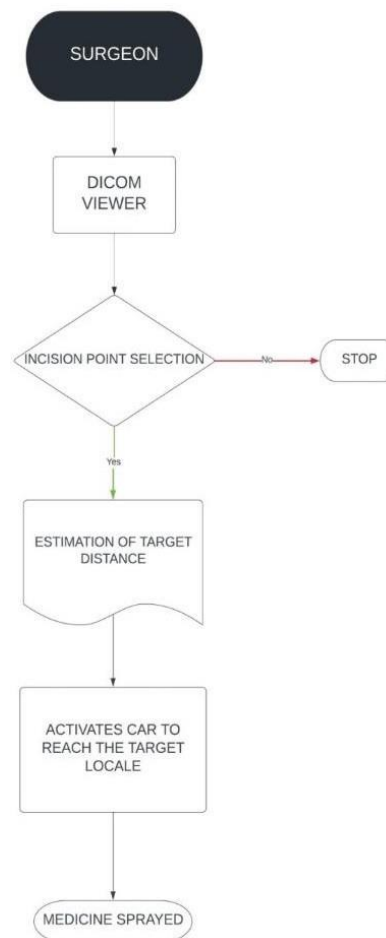 SURGEON
DICOM
VIEWER
INCISION POINT SELECTION
No
STOP
Yes
ESTIMATION OF TARGET
DISTANCE
ACTIVATES CAR TO
REACH THE TARGET
LOCALE
MEDICINE SPRAYED